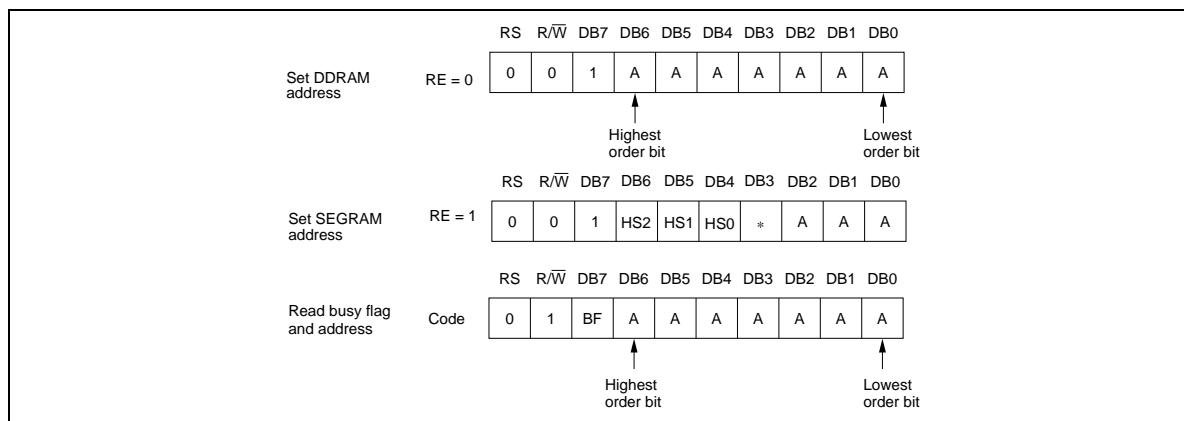 RS R/W̅ DB7 DB6 DB5 DB4 DB3 DB2 DB1 DB0
Set DDRAM address RE = 0 0 0 1 A A A A A A A
Highest order bit Lowest order bit
RS R/W̅ DB7 DB6 DB5 DB4 DB3 DB2 DB1 DB0
Set SEGRAM address RE = 1 0 0 1 HS2 HS1 HS0 * A A A
RS R/W̅ DB7 DB6 DB5 DB4 DB3 DB2 DB1 DB0
Read busy flag and address Code 0 1 BF A A A A A A A
Highest order bit Lowest order bit